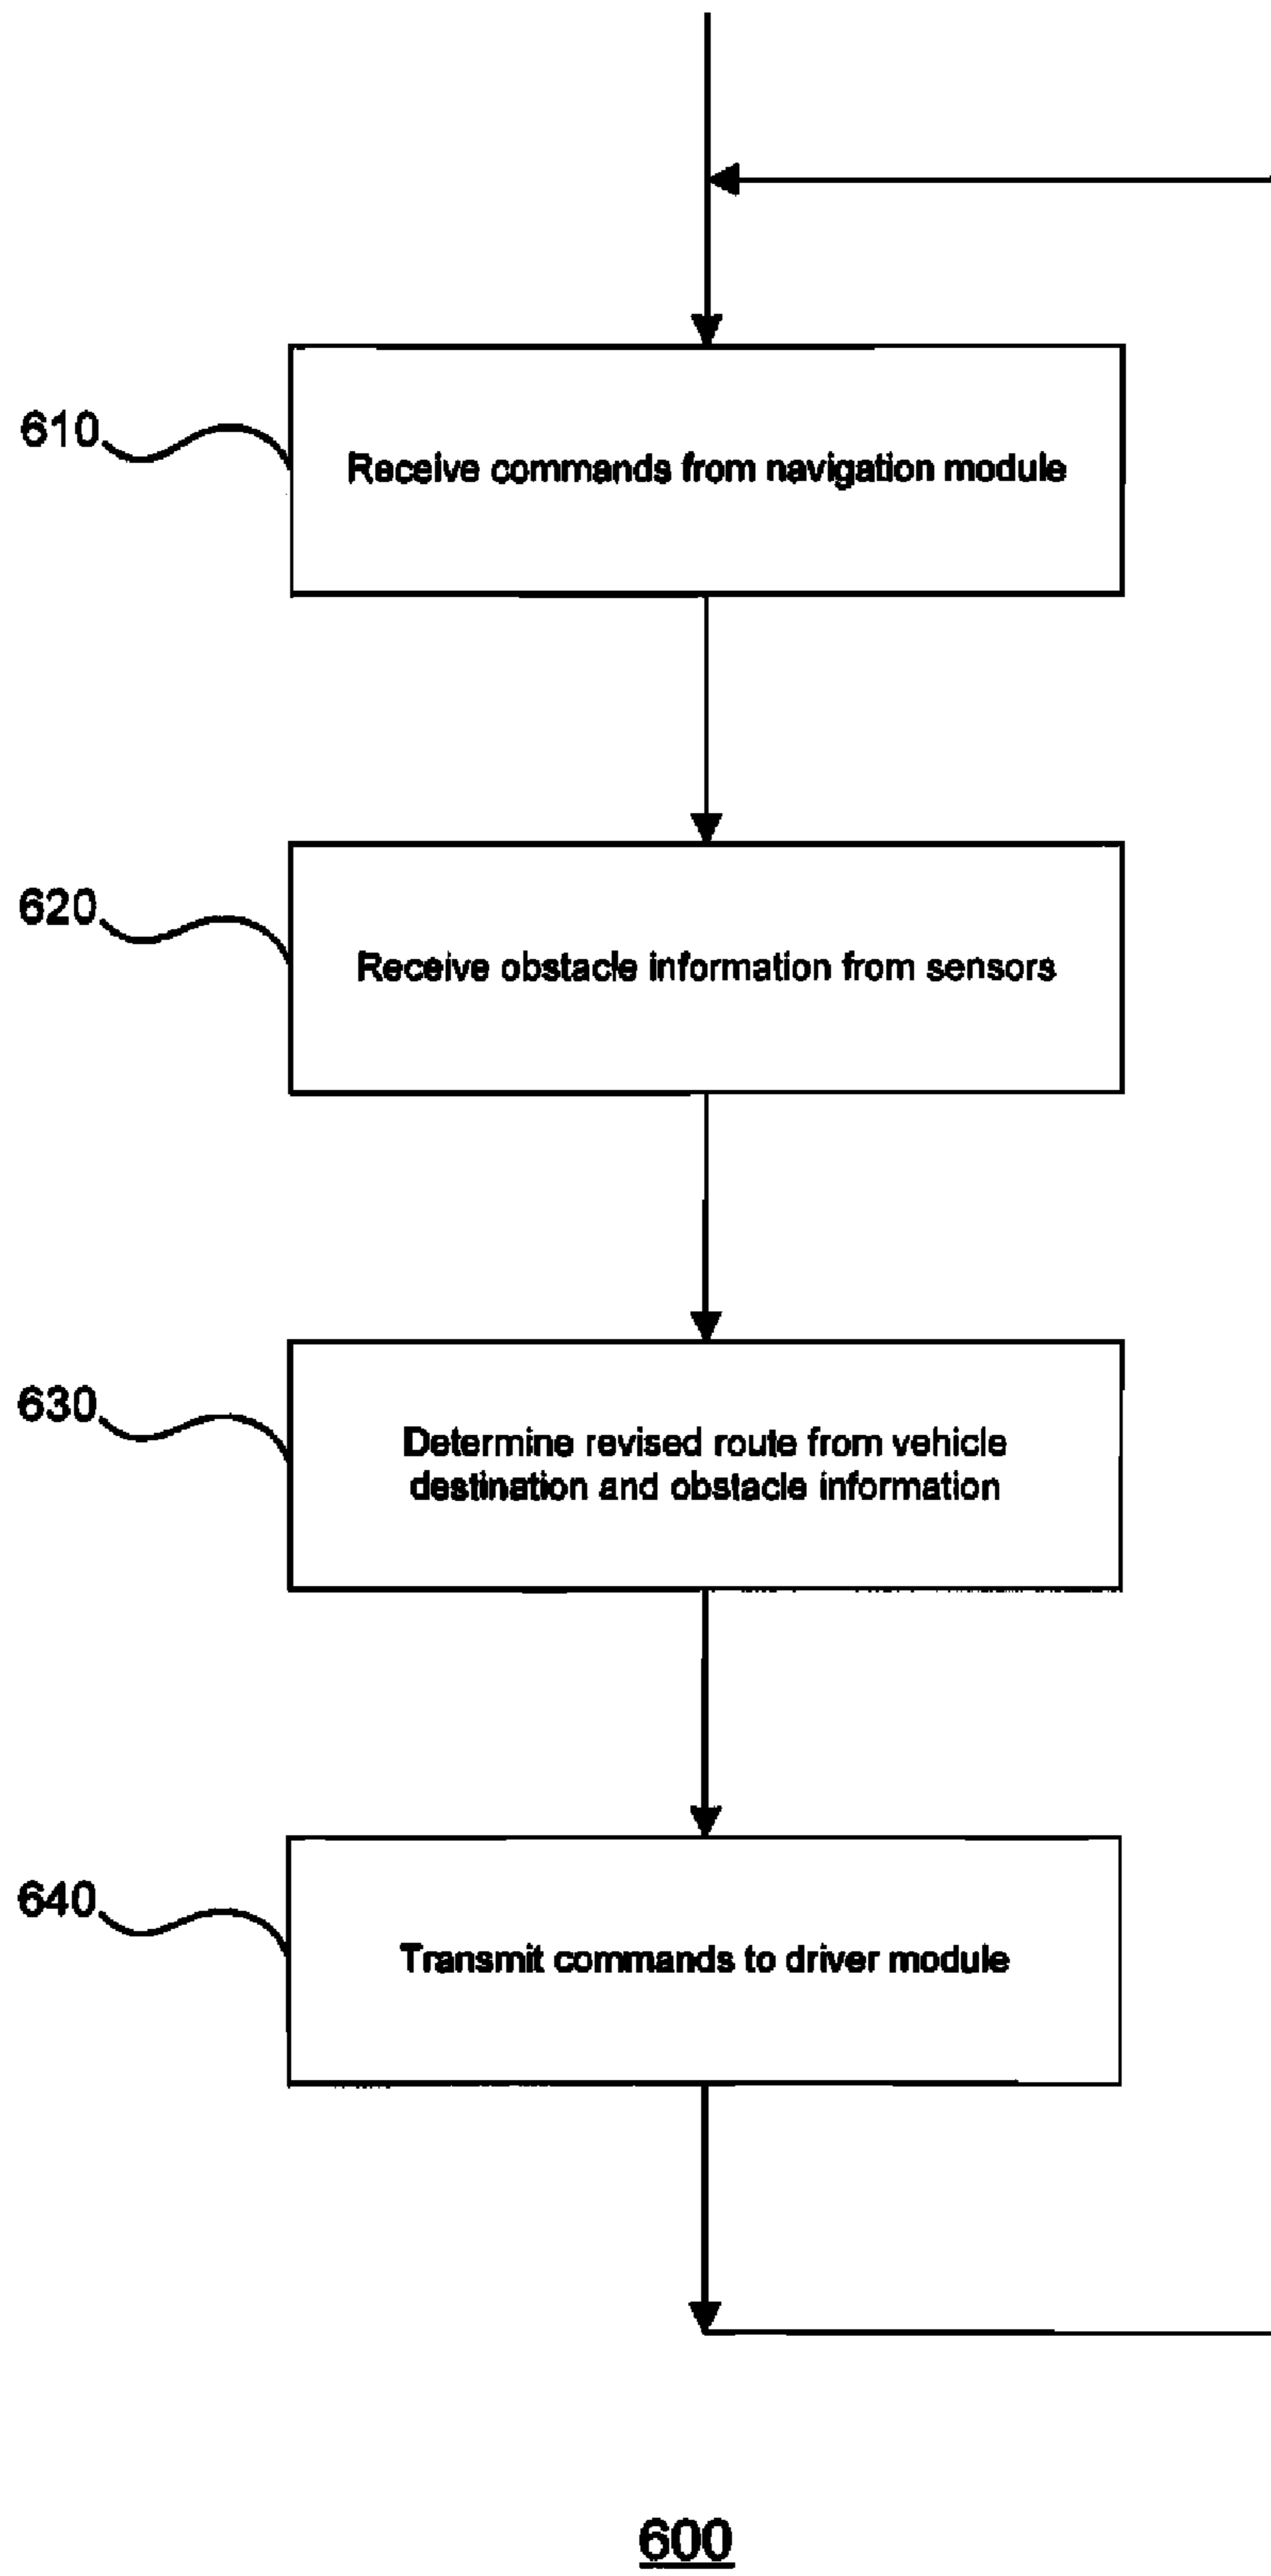 610
Receive commands from navigation module
620
Receive obstacle information from sensors
630
Determine revised route from vehicle
destination and obstacle information
640
Transmit commands to driver module
600